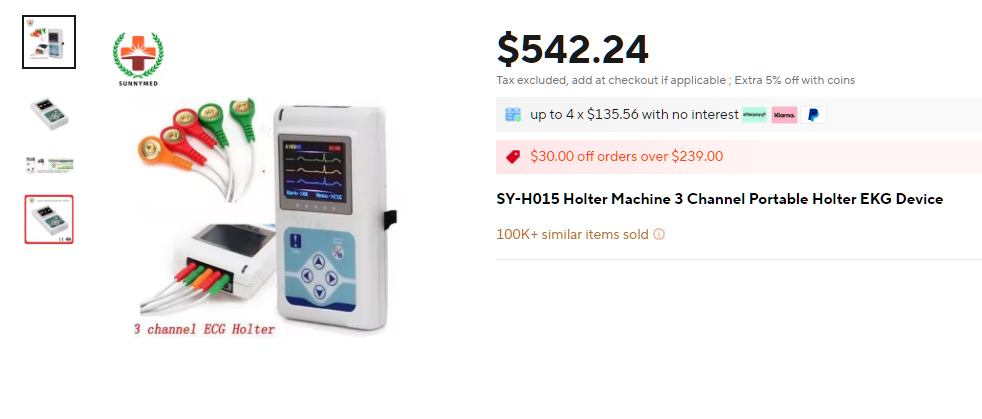 SUNNYMED
3 channel ECG Holter
$542.24
Tax excluded, add at checkout if applicable ; Extra 5% off with coins
up to 4 x $135.56 with no interest
Klarna.
$30.00 off orders over $239.00
SY-H015 Holter Machine 3 Channel Portable Holter EKG Device
100K+ similar items sold